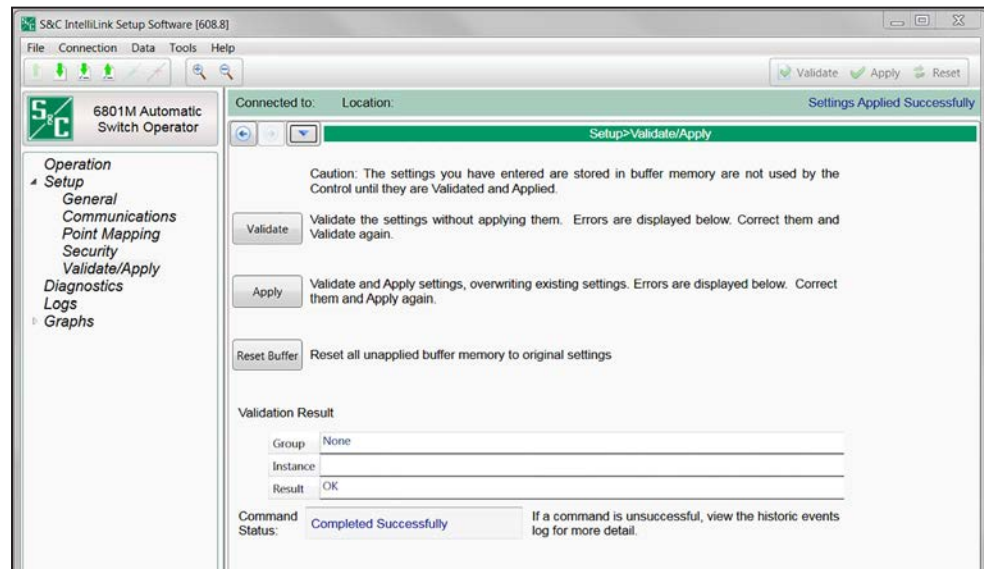 S&C IntelliLink Setup Software [608.8]
File Connection Data Tools Help
Validate Apply Reset
S&C
6801M Automatic
Switch Operator
Connected to: Location: Settings Applied Successfully
Setup>Validate/Apply
Operation
Setup
General
Communications
Point Mapping
Security
Validate/Apply
Diagnostics
Logs
Graphs
Caution: The settings you have entered are stored in buffer memory are not used by the
Control until they are Validated and Applied.
Validate
Validate the settings without applying them. Errors are displayed below. Correct them and
Validate again.
Apply
Validate and Apply settings, overwriting existing settings. Errors are displayed below. Correct
them and Apply again.
Reset Buffer
Reset all unapplied buffer memory to original settings
Validation Result
Group None
Instance
Result OK
Command
Status:
Completed Successfully
If a command is unsuccessful, view the historic events
log for more detail.